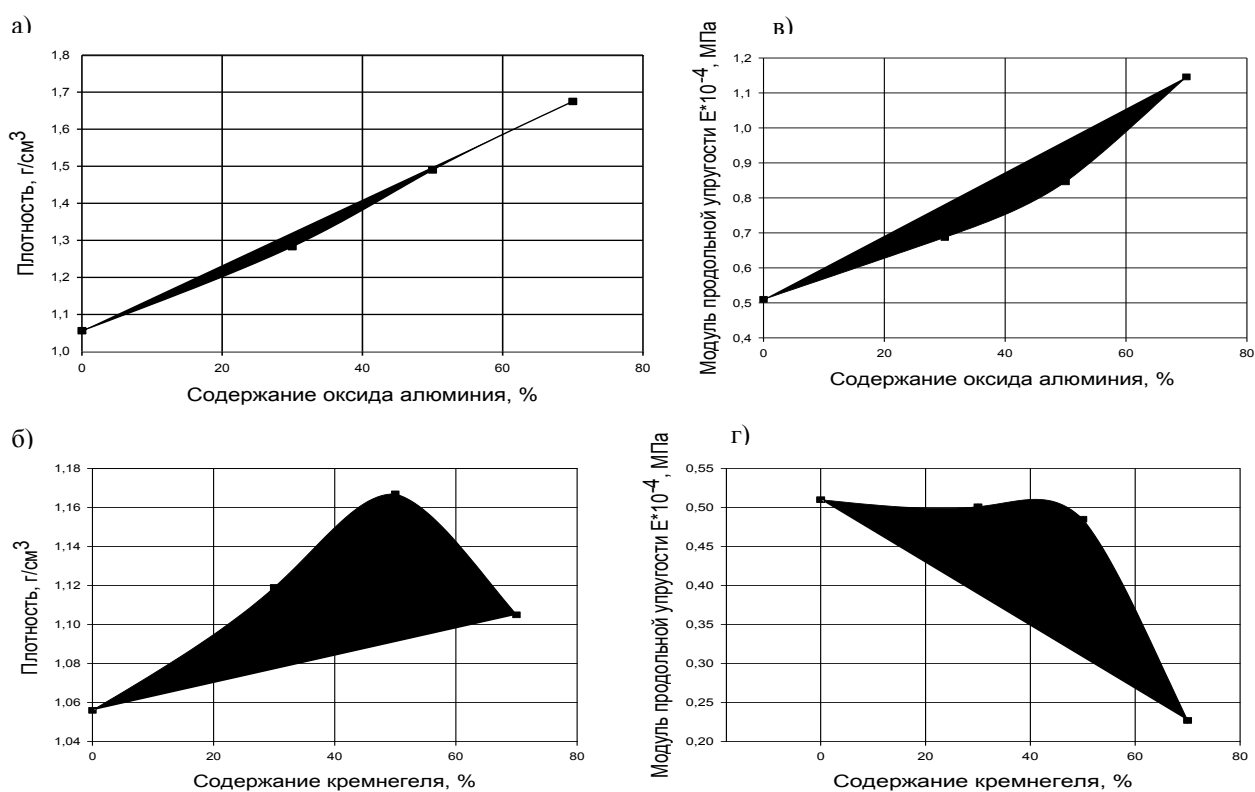 а)
Плотность, г/см3
1,8
1,7
1,6
1,5
1,4
1,3
1,2
1,1
1,0
0 20 40 60 80
Содержание оксида алюминия, %
в)
Модуль продольной упругости E*10-4, МПа
1,2
1,1
1,0
0,9
0,8
0,7
0,6
0,5
0,4
0 20 40 60 80
Содержание оксида алюминия, %
б)
Плотность, г/см3
1,18
1,16
1,14
1,12
1,10
1,08
1,06
1,04
0 20 40 60 80
Содержание кремнегеля, %
г)
Модуль продольной упругости E*10-4, МПа
0,55
0,50
0,45
0,40
0,35
0,30
0,25
0,20
0 20 40 60 80
Содержание кремнегеля, %